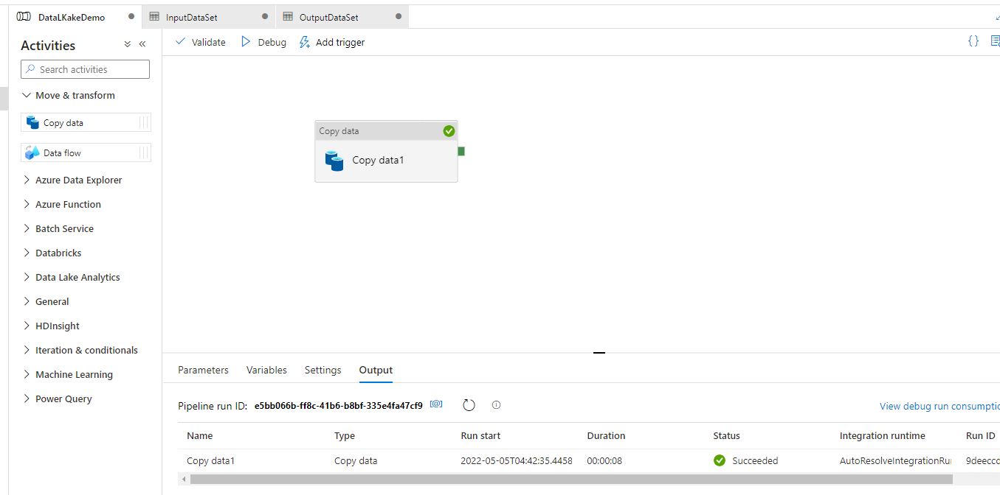 DataLKakeDemo
InputDataSet
OutputDataSet
Activities
Search activities
Move & transform
Copy data
Data flow
Azure Data Explorer
Azure Function
Batch Service
Databricks
Data Lake Analytics
General
HDInsight
Iteration & conditionals
Machine Learning
Power Query
Validate Debug Add trigger {}
Copy data
Copy data1
Parameters Variables Settings Output
Pipeline run ID: e5bb066b-ff8c-41b6-b8bf-335e4fa47cf9 [@]
View debug run consumptio
Name Type Run start Duration Status Integration runtime Run ID
Copy data1 Copy data 2022-05-05T04:42:35.4458 00:00:08 Succeeded AutoResolveIntegrationRu 9deeccc